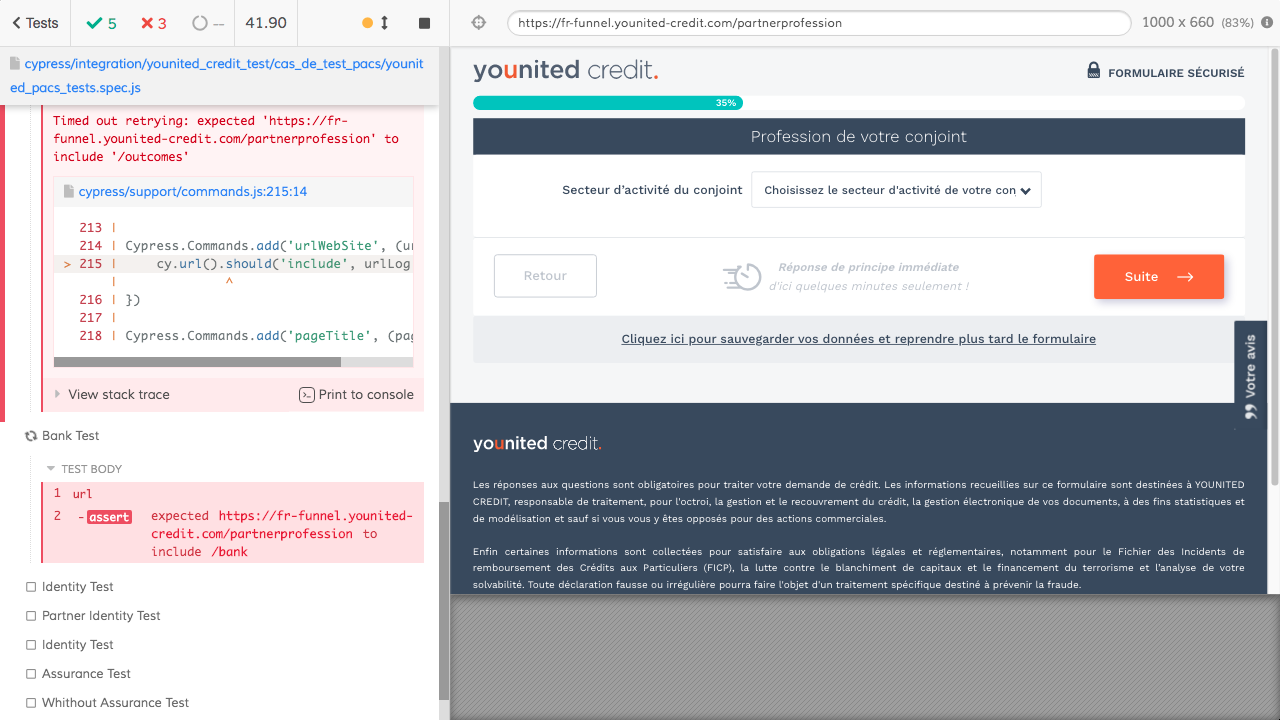 Tests
5
3
--
41.90
cypress/integration/younited_credit_test/cas_de_test_pacs/younit
ed_pacs_tests.spec.js
Timed out retrying: expected 'https://fr-
funnel.younited-credit.com/partnerprofession' to
include '/outcomes'
cypress/support/commands.js:215:14
213 |
214 | Cypress.Commands.add('urlWebSite', (ur
> 215 |     cy.url().should('include', urlLog
|              ^
216 | })
217 |
218 | Cypress.Commands.add('pageTitle', (pag
View stack trace
Print to console
Bank Test
TEST BODY
1 url
2 -assert expected https://fr-funnel.younited-
credit.com/partnerprofession to
include /bank
Identity Test
Partner Identity Test
Identity Test
Assurance Test
Whithout Assurance Test
https://fr-funnel.younited-credit.com/partnerprofession
1000 x 660 (83%)
younited credit.
FORMULAIRE SÉCURISÉ
35%
Profession de votre conjoint
Secteur d'activité du conjoint
Choisissez le secteur d'activité de votre con
Retour
Réponse de principe immédiate
d'ici quelques minutes seulement !
Suite
Cliquez ici pour sauvegarder vos données et reprendre plus tard le formulaire
Votre avis
younited credit.
Les réponses aux questions sont obligatoires pour traiter votre demande de crédit. Les informations recueillies sur ce formulaire sont destinées à YOUNITED
CREDIT, responsable de traitement, pour l'octroi, la gestion et le recouvrement du crédit, la gestion électronique de vos documents, à des fins statistiques et
de modélisation et sauf si vous vous y êtes opposés pour des actions commerciales.
Enfin certaines informations sont collectées pour satisfaire aux obligations légales et réglementaires, notamment pour le Fichier des Incidents de
remboursement des Crédits aux Particuliers (FICP), la lutte contre le blanchiment de capitaux et le financement du terrorisme et l'analyse de votre
solvabilité. Toute déclaration fausse ou irrégulière pourra faire l'objet d'un traitement spécifique destiné à prévenir la fraude.